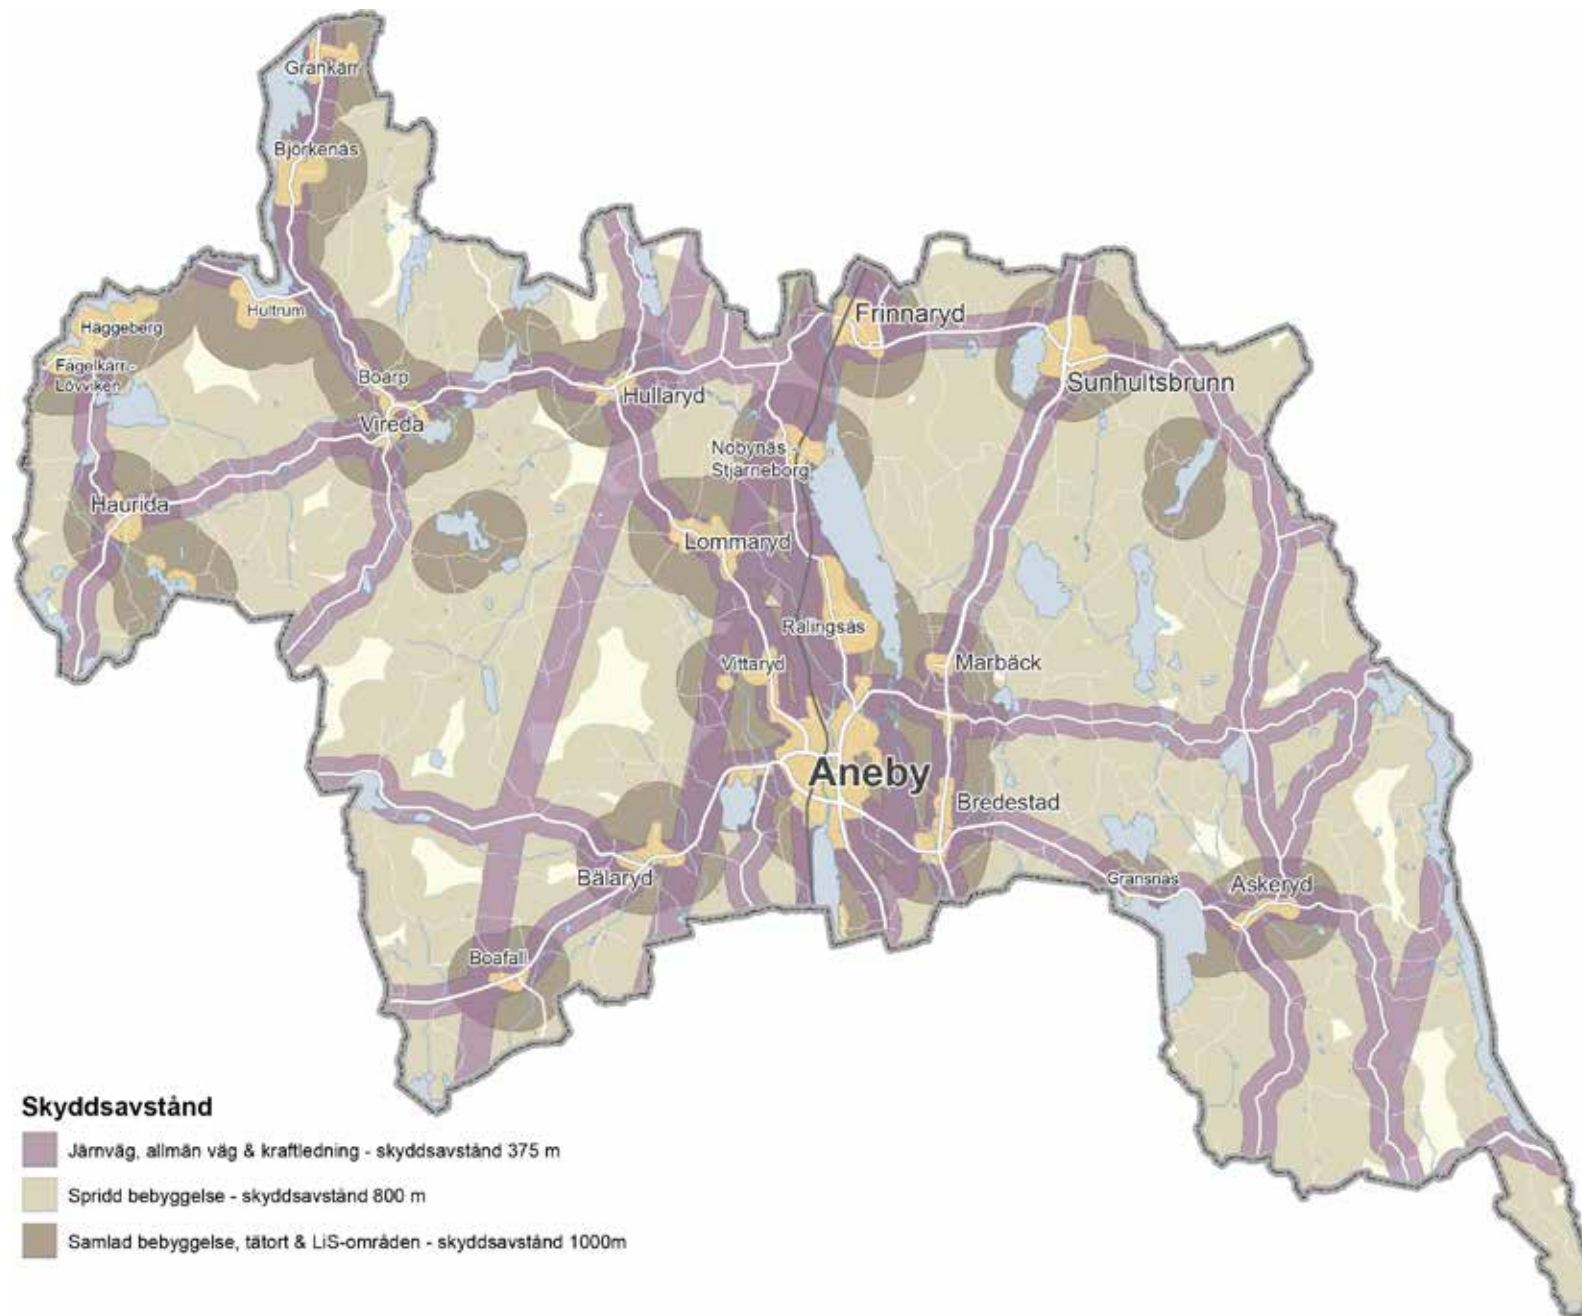 Grankärr
Björkenäs
Hultrum
Häggeberg
Fågelkärr -
Lövviken
Boarp
Vireda
Haurida
Hullaryd
Frinnaryd
Sunhultsbrunn
Nobynäs -
Stjärneborg
Lommaryd
Rålingsås
Vittaryd
Marbäck
Aneby
Bredestad
Bälaryd
Gransnäs
Askeryd
Boafall
Skyddsavstånd
Järnväg, allmän väg & kraftledning - skyddsavstånd 375 m
Spridd bebyggelse - skyddsavstånd 800 m
Samlad bebyggelse, tätort & LiS-områden - skyddsavstånd 1000m